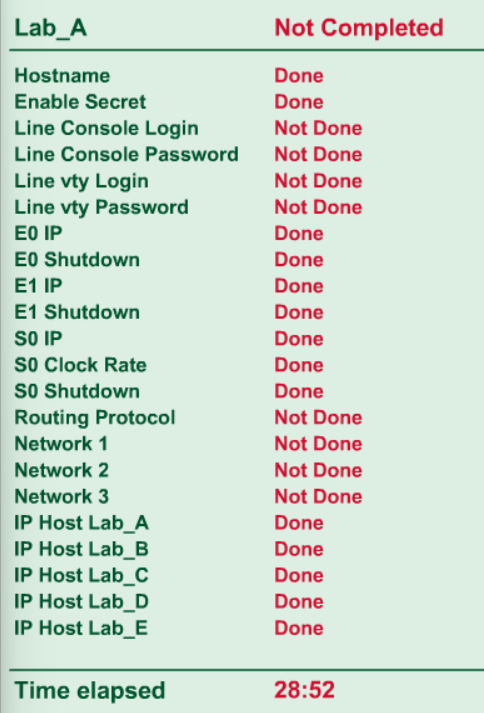 Lab_A Not Completed
Hostname Done
Enable Secret Done
Line Console Login Not Done
Line Console Password Not Done
Line vty Login Not Done
Line vty Password Not Done
E0 IP Done
E0 Shutdown Done
E1 IP Done
E1 Shutdown Done
S0 IP Done
S0 Clock Rate Done
S0 Shutdown Done
Routing Protocol Not Done
Network 1 Not Done
Network 2 Not Done
Network 3 Not Done
IP Host Lab_A Done
IP Host Lab_B Done
IP Host Lab_C Done
IP Host Lab_D Done
IP Host Lab_E Done
Time elapsed 28:52